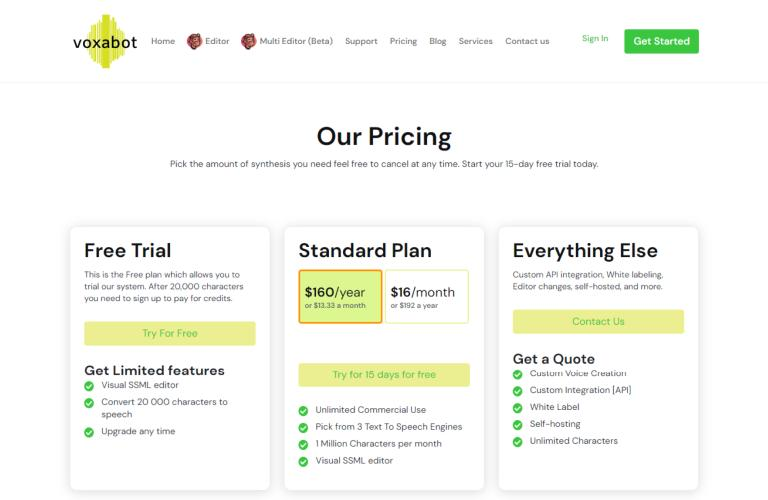 voxabot
Home Editor Multi Editor (Beta) Support Pricing Blog Services Contact us Sign In Get Started
Our Pricing
Pick the amount of synthesis you need feel free to cancel at any time. Start your 15-day free trial today.
Free Trial
This is the Free plan which allows you to
trial our system. After 20,000 characters
you need to sign up to pay for credits.
Try For Free
Get Limited features
Visual SSML editor
Convert 20 000 characters to
speech
Upgrade any time
Standard Plan
$160/year
or $13.33 a month
$16/month
or $192 a year
Try for 15 days for free
Unlimited Commercial Use
Pick from 3 Text To Speech Engines
1 Million Characters per month
Visual SSML editor
Everything Else
Custom API integration, White labeling,
Editor changes, self-hosted, and more.
Contact Us
Get a Quote
Custom Voice Creation
Custom Integration [API]
White Label
Self-hosting
Unlimited Characters